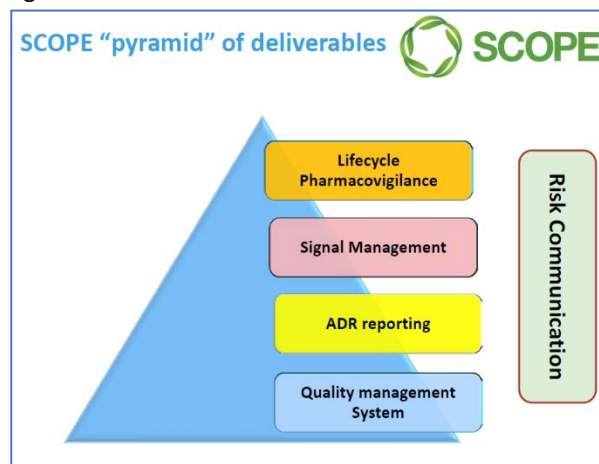 SCOPE “pyramid” of deliverables
SCOPE
Lifecycle
Pharmacovigilance
Signal Management
ADR reporting
Quality management
System
Risk Communication